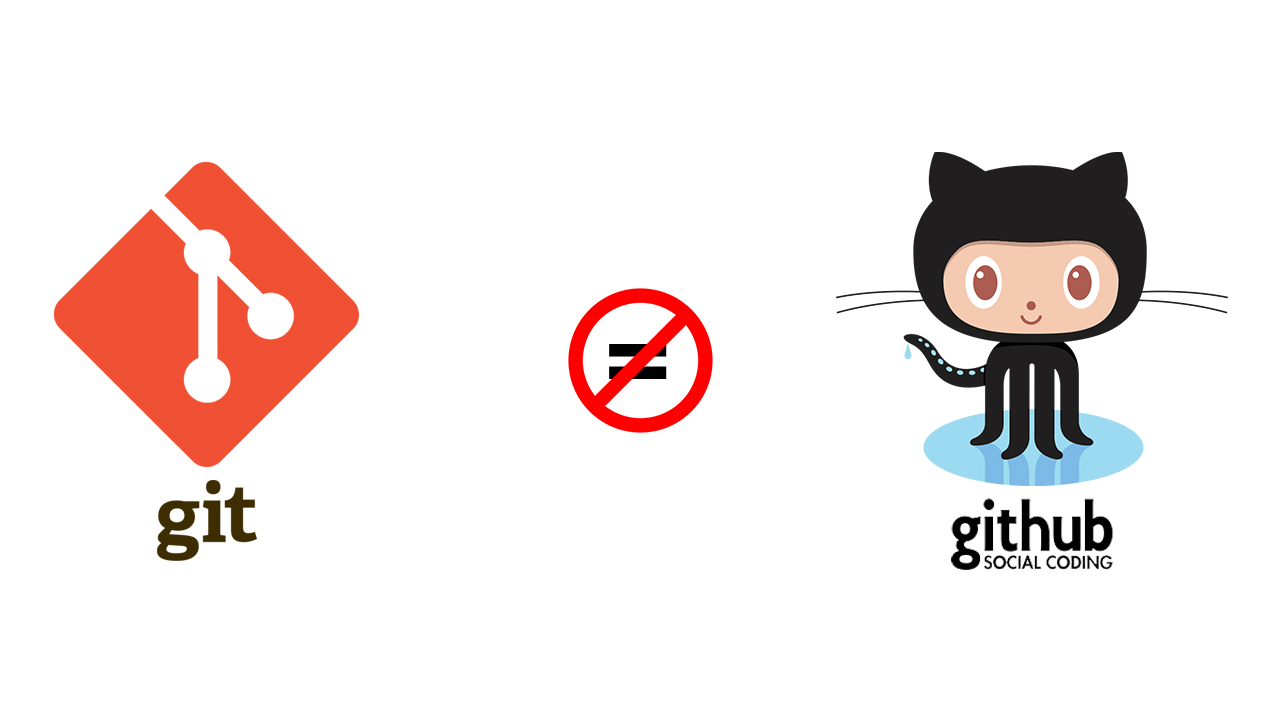 =
git
github
SOCIAL CODING